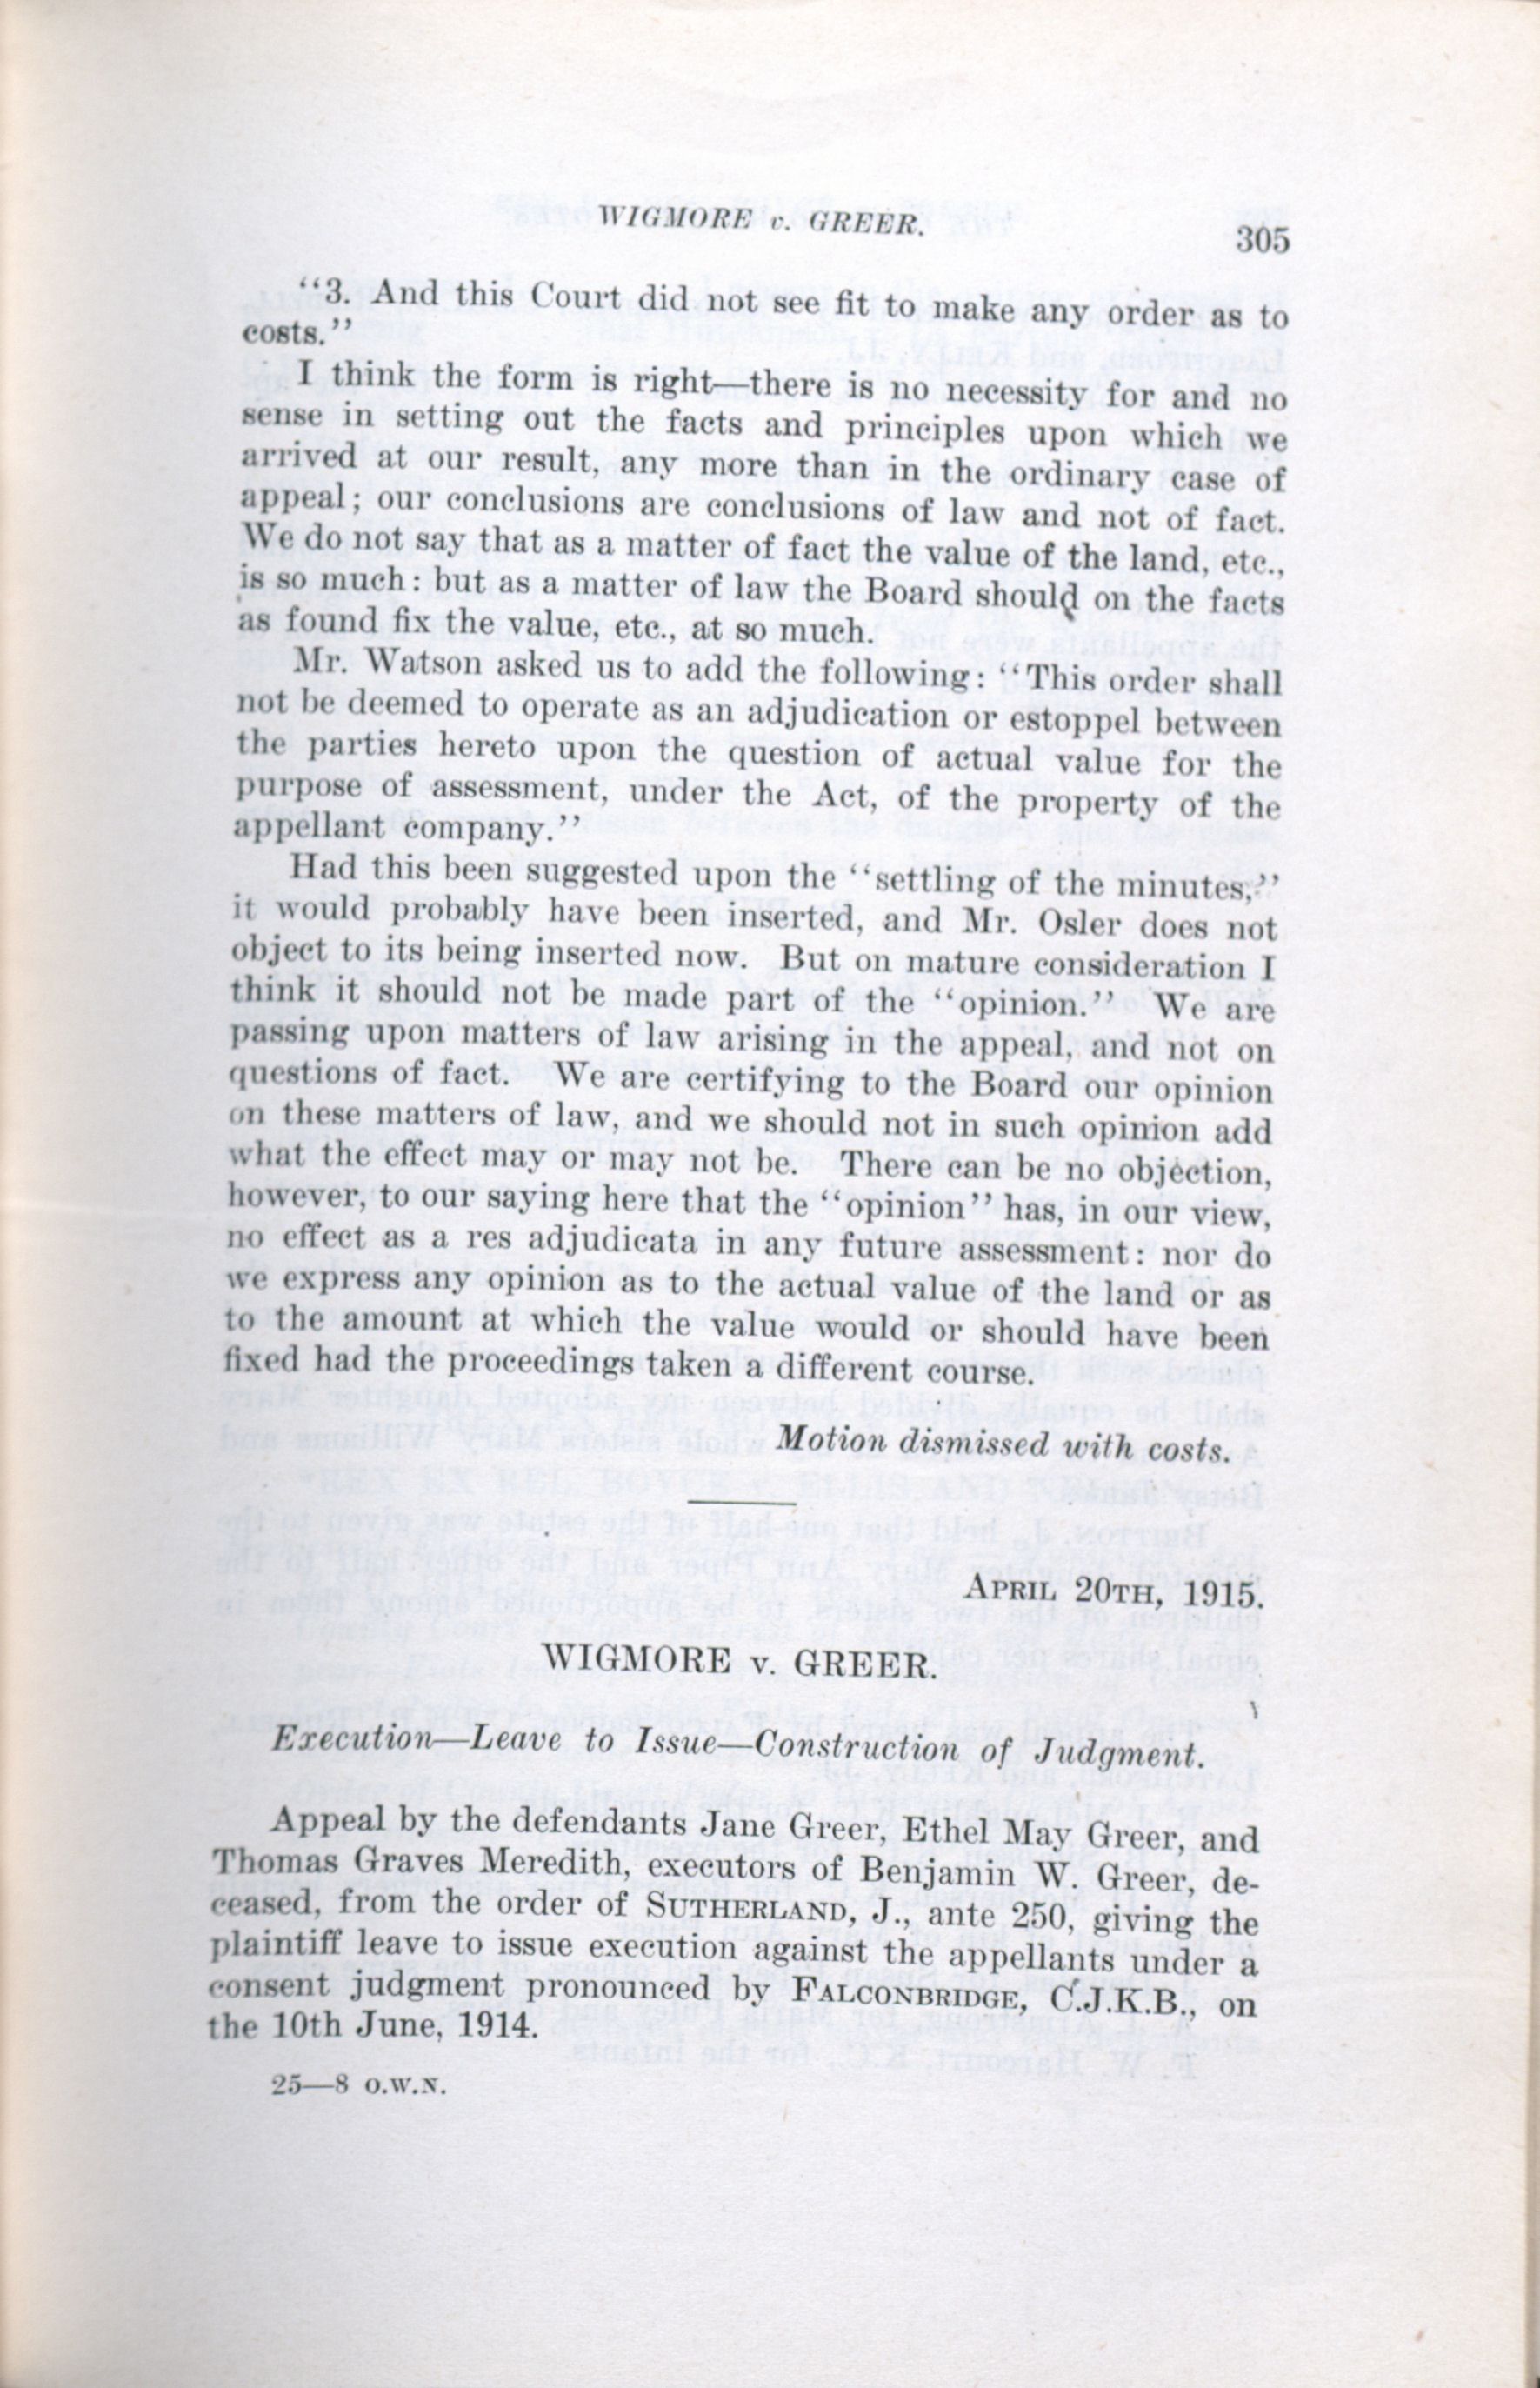 WIGMORE v. GREER.
305
“3. And this Court did not see fit to make any order as to
costs.”
I think the form is right—there is no necessity for and no
sense in setting out the facts and principles upon which we
arrived at our result, any more than in the ordinary case of
appeal; our conclusions are conclusions of law and not of fact.
We do not say that as a matter of fact the value of the land, etc.,
is so much: but as a matter of law the Board should on the facts
as found fix the value, etc., at so much.
Mr. Watson asked us to add the following: “This order shall
not be deemed to operate as an adjudication or estoppel between
the parties hereto upon the question of actual value for the
purpose of assessment, under the Act, of the property of the
appellant company.”
Had this been suggested upon the “settling of the minutes,”
it would probably have been inserted, and Mr. Osler does not
object to its being inserted now. But on mature consideration I
think it should not be made part of the “opinion.” We are
passing upon matters of law arising in the appeal, and not on
questions of fact. We are certifying to the Board our opinion
on these matters of law, and we should not in such opinion add
what the effect may or may not be. There can be no objection,
however, to our saying here that the “opinion” has, in our view,
no effect as a res adjudicata in any future assessment: nor do
we express any opinion as to the actual value of the land or as
to the amount at which the value would or should have been
fixed had the proceedings taken a different course.
Motion dismissed with costs.
APRIL 20TH, 1915.
WIGMORE v. GREER.
Execution—Leave to Issue—Construction of Judgment.
Appeal by the defendants Jane Greer, Ethel May Greer, and
Thomas Graves Meredith, executors of Benjamin W. Greer, de-
ceased, from the order of SUTHERLAND, J., ante 250, giving the
plaintiff leave to issue execution against the appellants under a
consent judgment pronounced by FALCONBRIDGE, C.J.K.B., on
the 10th June, 1914.
25—8 O.W.N.